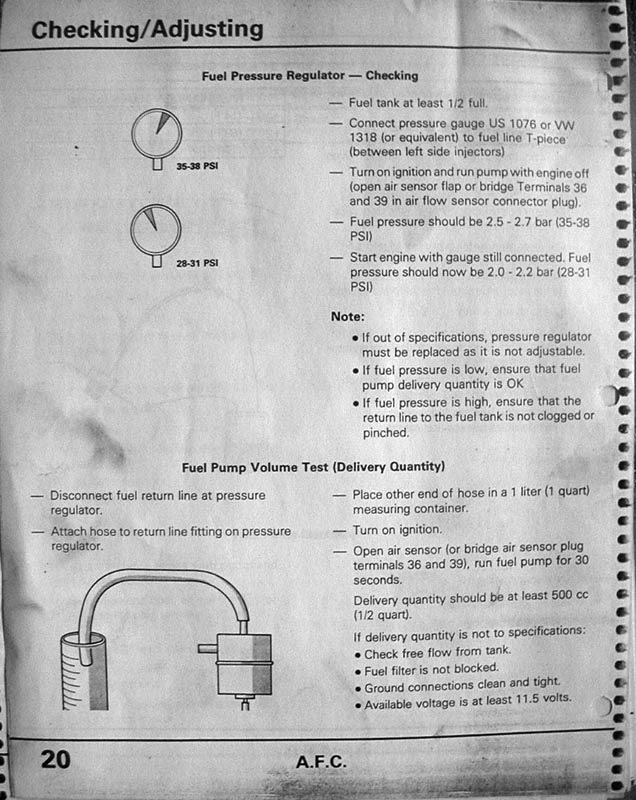 Checking/Adjusting
Fuel Pressure Regulator — Checking
35-38 PSI
28-31 PSI
— Fuel tank at least 1/2 full.
— Connect pressure gauge US 1076 or VW
1318 (or equivalent) to fuel line T-piece
(between left side injectors)
— Turn on ignition and run pump with engine off
(open air sensor flap or bridge Terminals 36
and 39 in air flow sensor connector plug).
— Fuel pressure should be 2.5 - 2.7 bar (35-38
PSI)
— Start engine with gauge still connected. Fuel
pressure should now be 2.0 - 2.2 bar (28-31
PSI)
Note:
• If out of specifications, pressure regulator
must be replaced as it is not adjustable.
• If fuel pressure is low, ensure that fuel
pump delivery quantity is OK
• If fuel pressure is high, ensure that the
return line to the fuel tank is not clogged or
pinched.
Fuel Pump Volume Test (Delivery Quantity)
— Disconnect fuel return line at pressure
regulator.
— Attach hose to return line fitting on pressure
regulator.
— Place other end of hose in a 1 liter (1 quart)
measuring container.
— Turn on ignition.
— Open air sensor (or bridge air sensor plug
terminals 36 and 39), run fuel pump for 30
seconds.
Delivery quantity should be at least 500 cc
(1/2 quart).
If delivery quantity is not to specifications:
• Check free flow from tank.
• Fuel filter is not blocked.
• Ground connections clean and tight.
• Available voltage is at least 11.5 volts.
20
A.F.C.